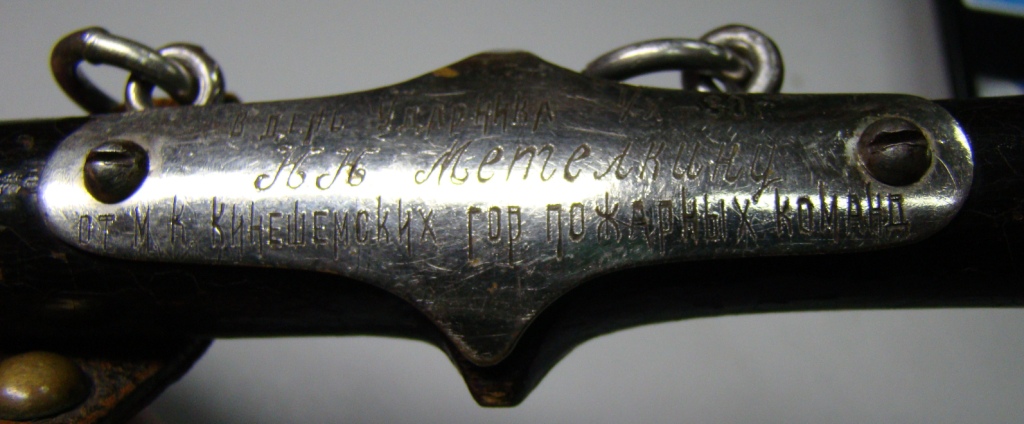 в день
Н Н Метелкину
от М. К. Кинешемских гор пожарных команд